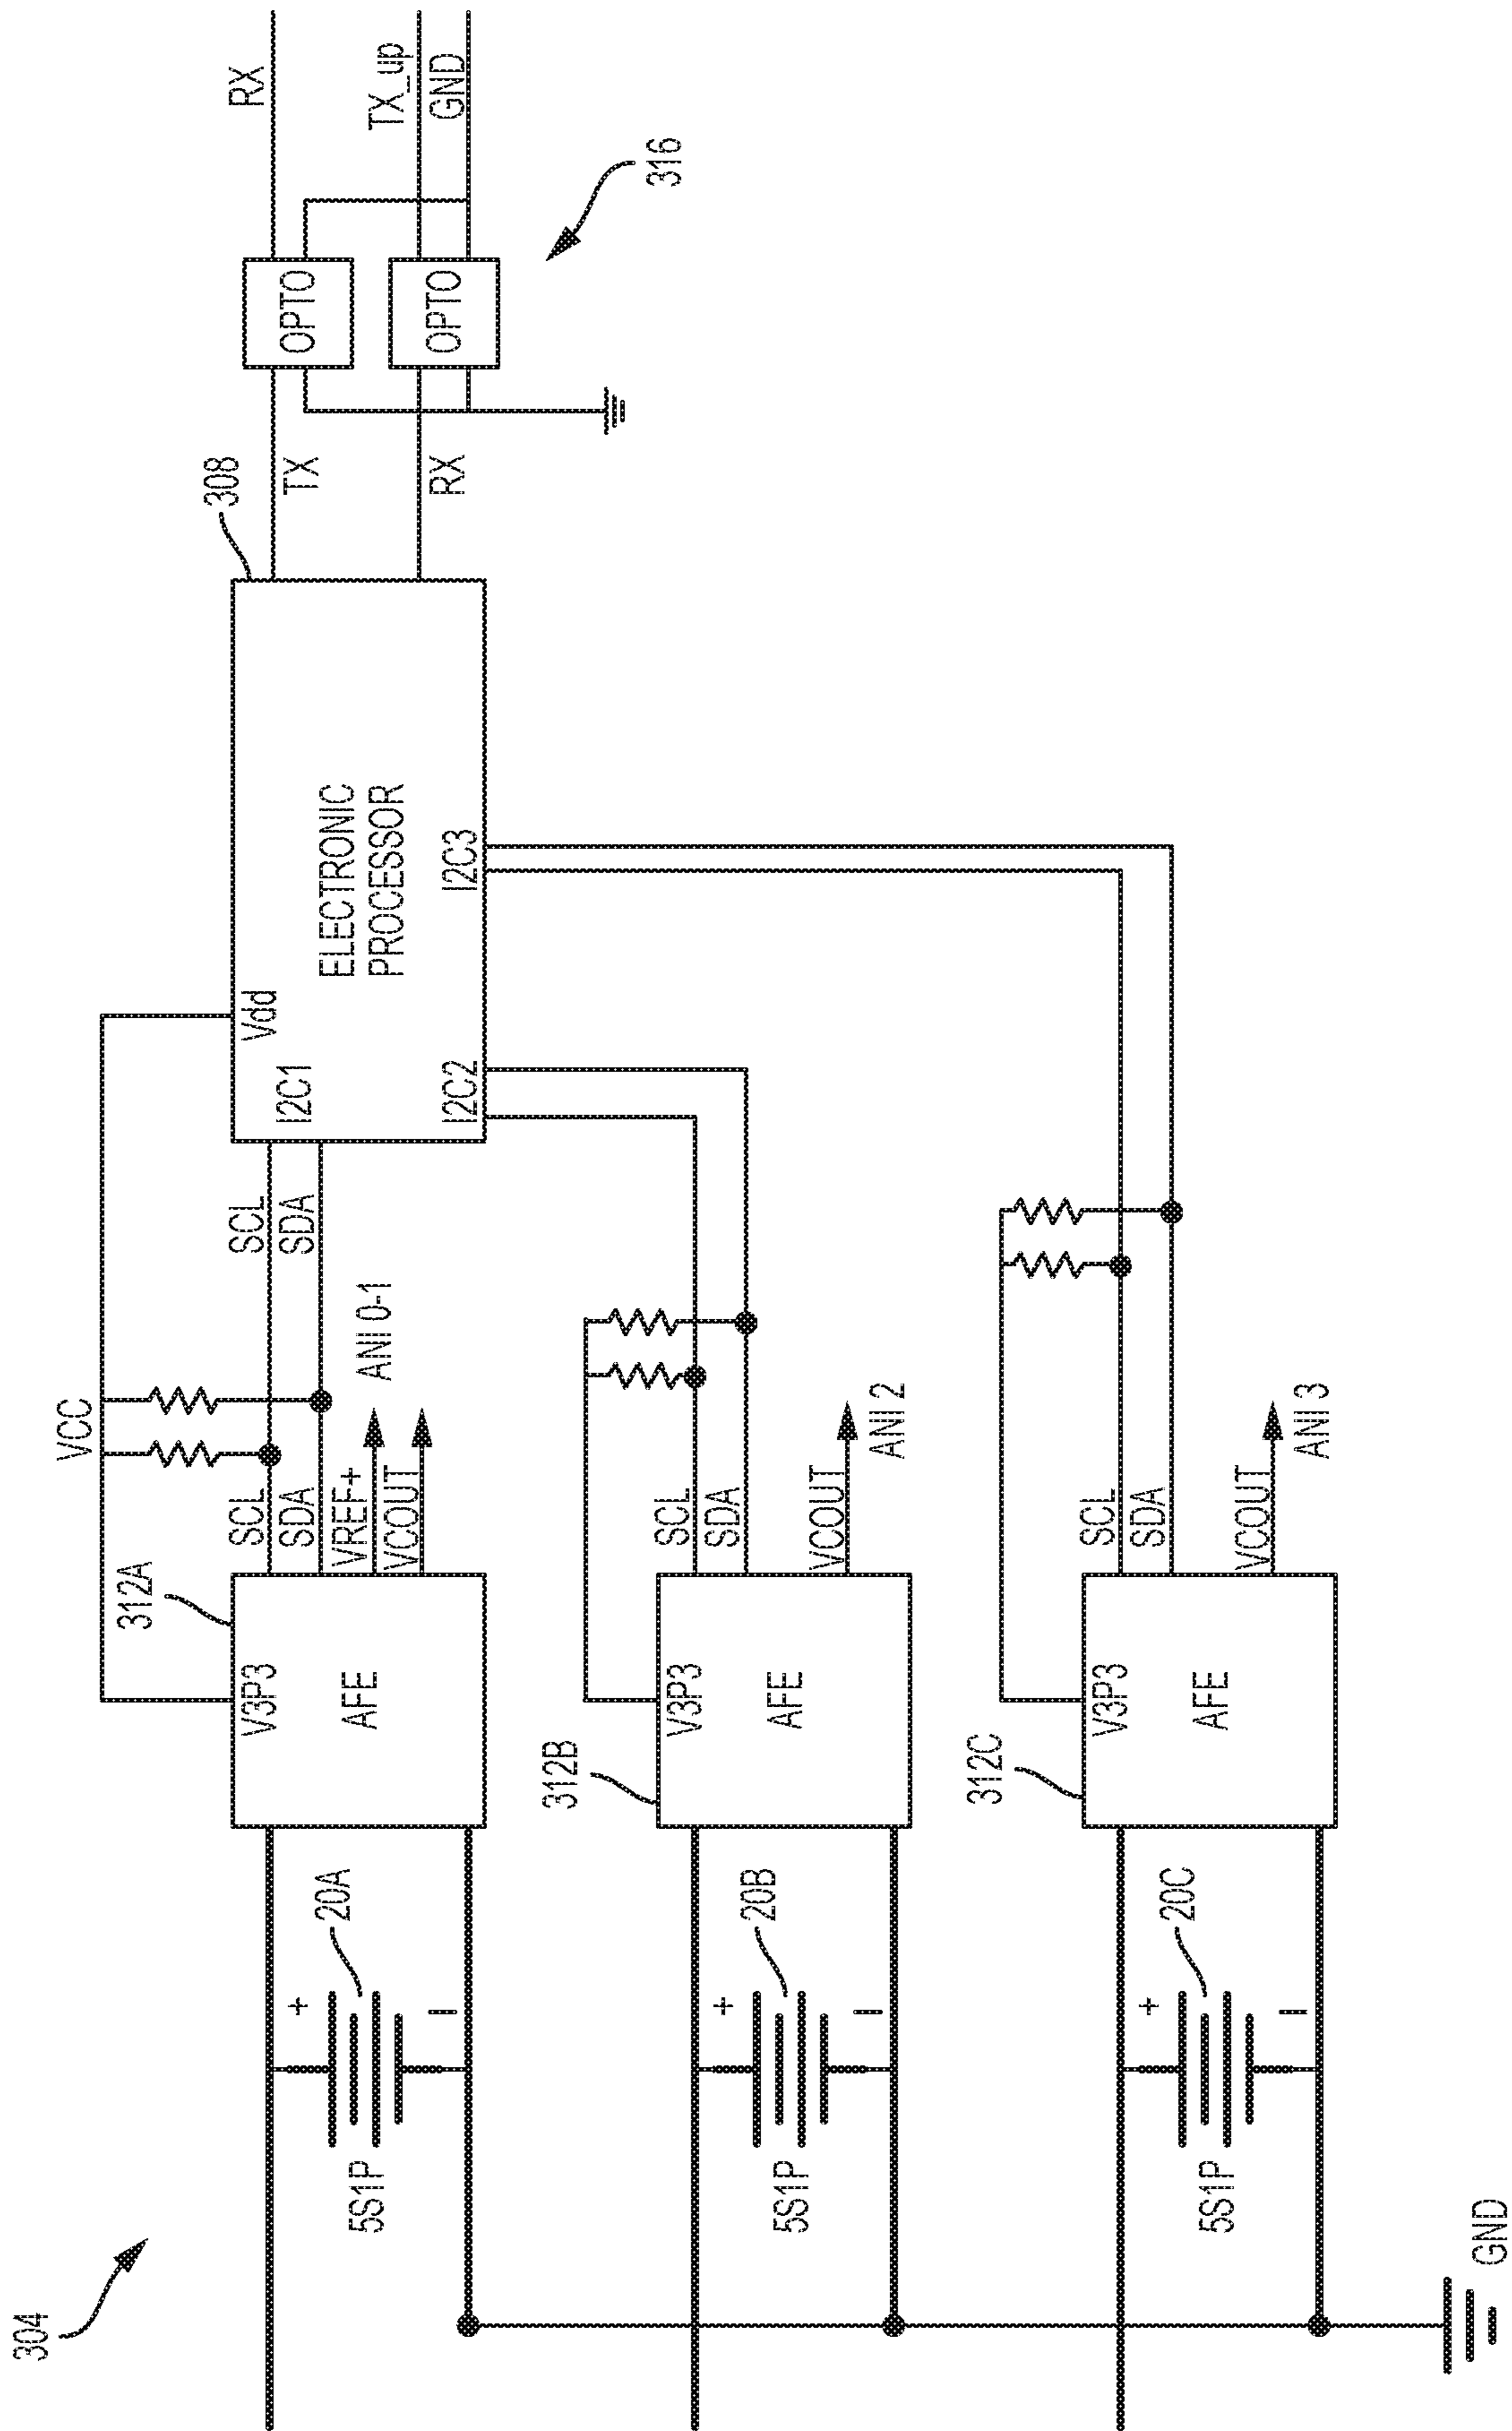 304
5S1P
+
20A
V3P3
AFE
312A
SCL
SDA
VREF+
VCOUT
VCC
ANI 0-1
SCL
SDA
I2C1
Vdd
I2C2
ELECTRONIC
PROCESSOR
I2C3
308
TX
RX
OPTO
OPTO
RX
TX_up
GND
316
5S1P
+
20B
312B
V3P3
AFE
SCL
SDA
VCOUT
ANI 2
5S1P
+
20C
312C
V3P3
AFE
SCL
SDA
VCOUT
ANI 3
GND